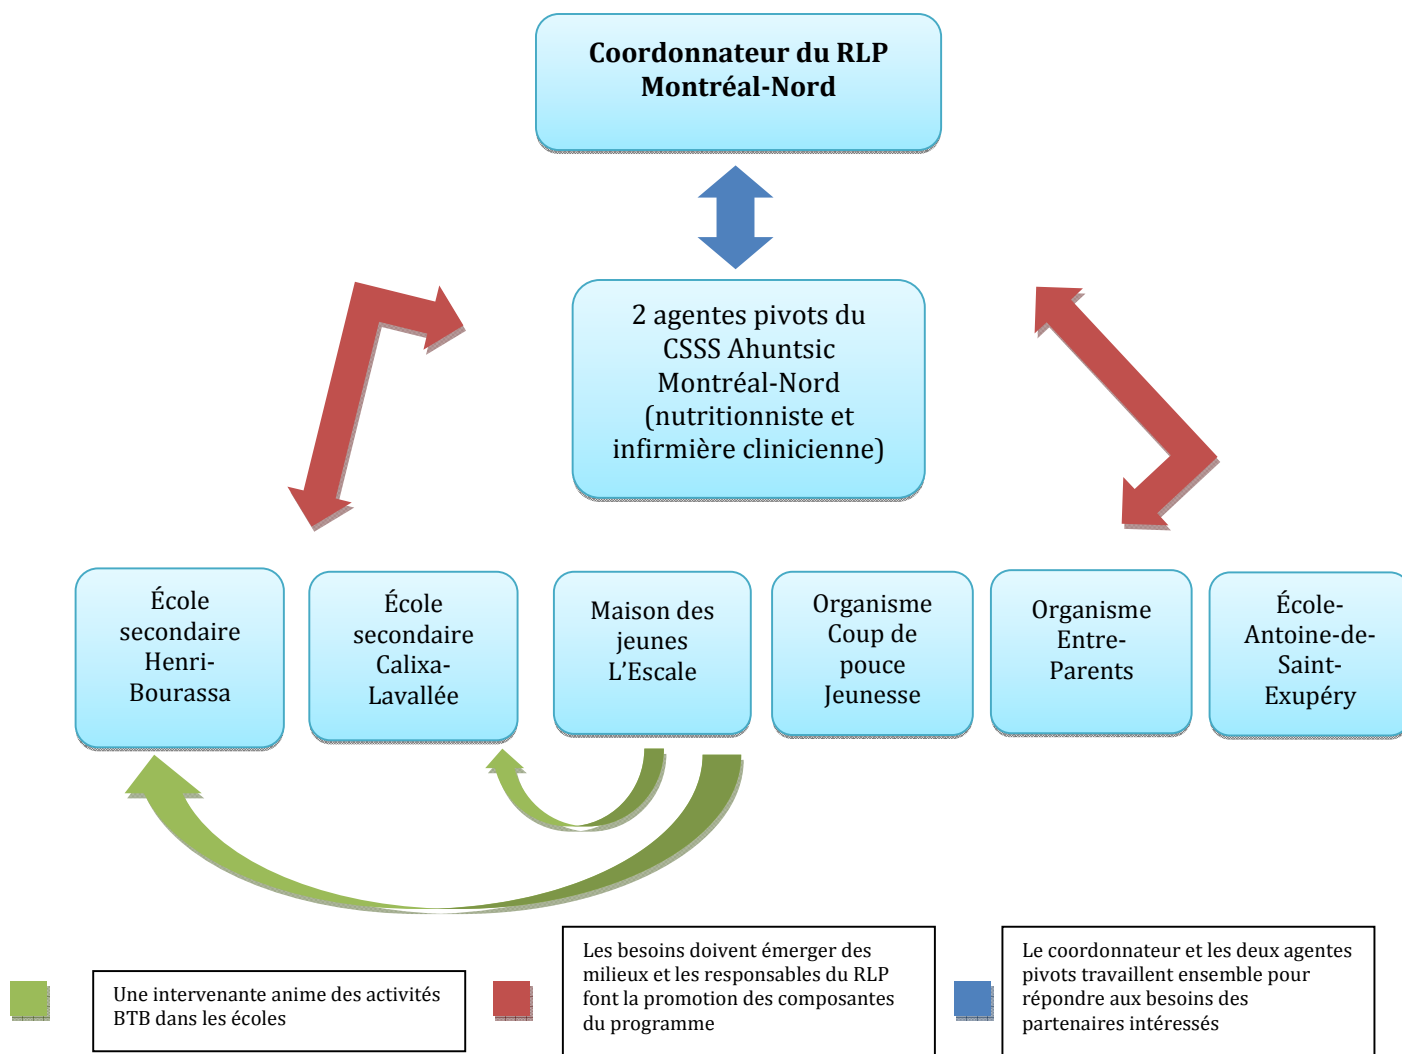 Coordonnateur du RLP
Montréal-Nord
2 agentes pivots du
CSSS Ahuntsic
Montréal-Nord
(nutritionniste et
infirmière clinicienne)
École
secondaire
Henri-
Bourassa
École
secondaire
Calixa-
Lavallée
Maison des
jeunes
L’Escale
Organisme
Coup de
pouce
Jeunesse
Organisme
Entre-
Parents
École-
Antoine-de-
Saint-
Exupéry
Une intervenante anime des activités
BTB dans les écoles
Les besoins doivent émerger des
milieux et les responsables du RLP
font la promotion des composantes
du programme
Le coordonnateur et les deux agentes
pivots travaillent ensemble pour
répondre aux besoins des
partenaires intéressés